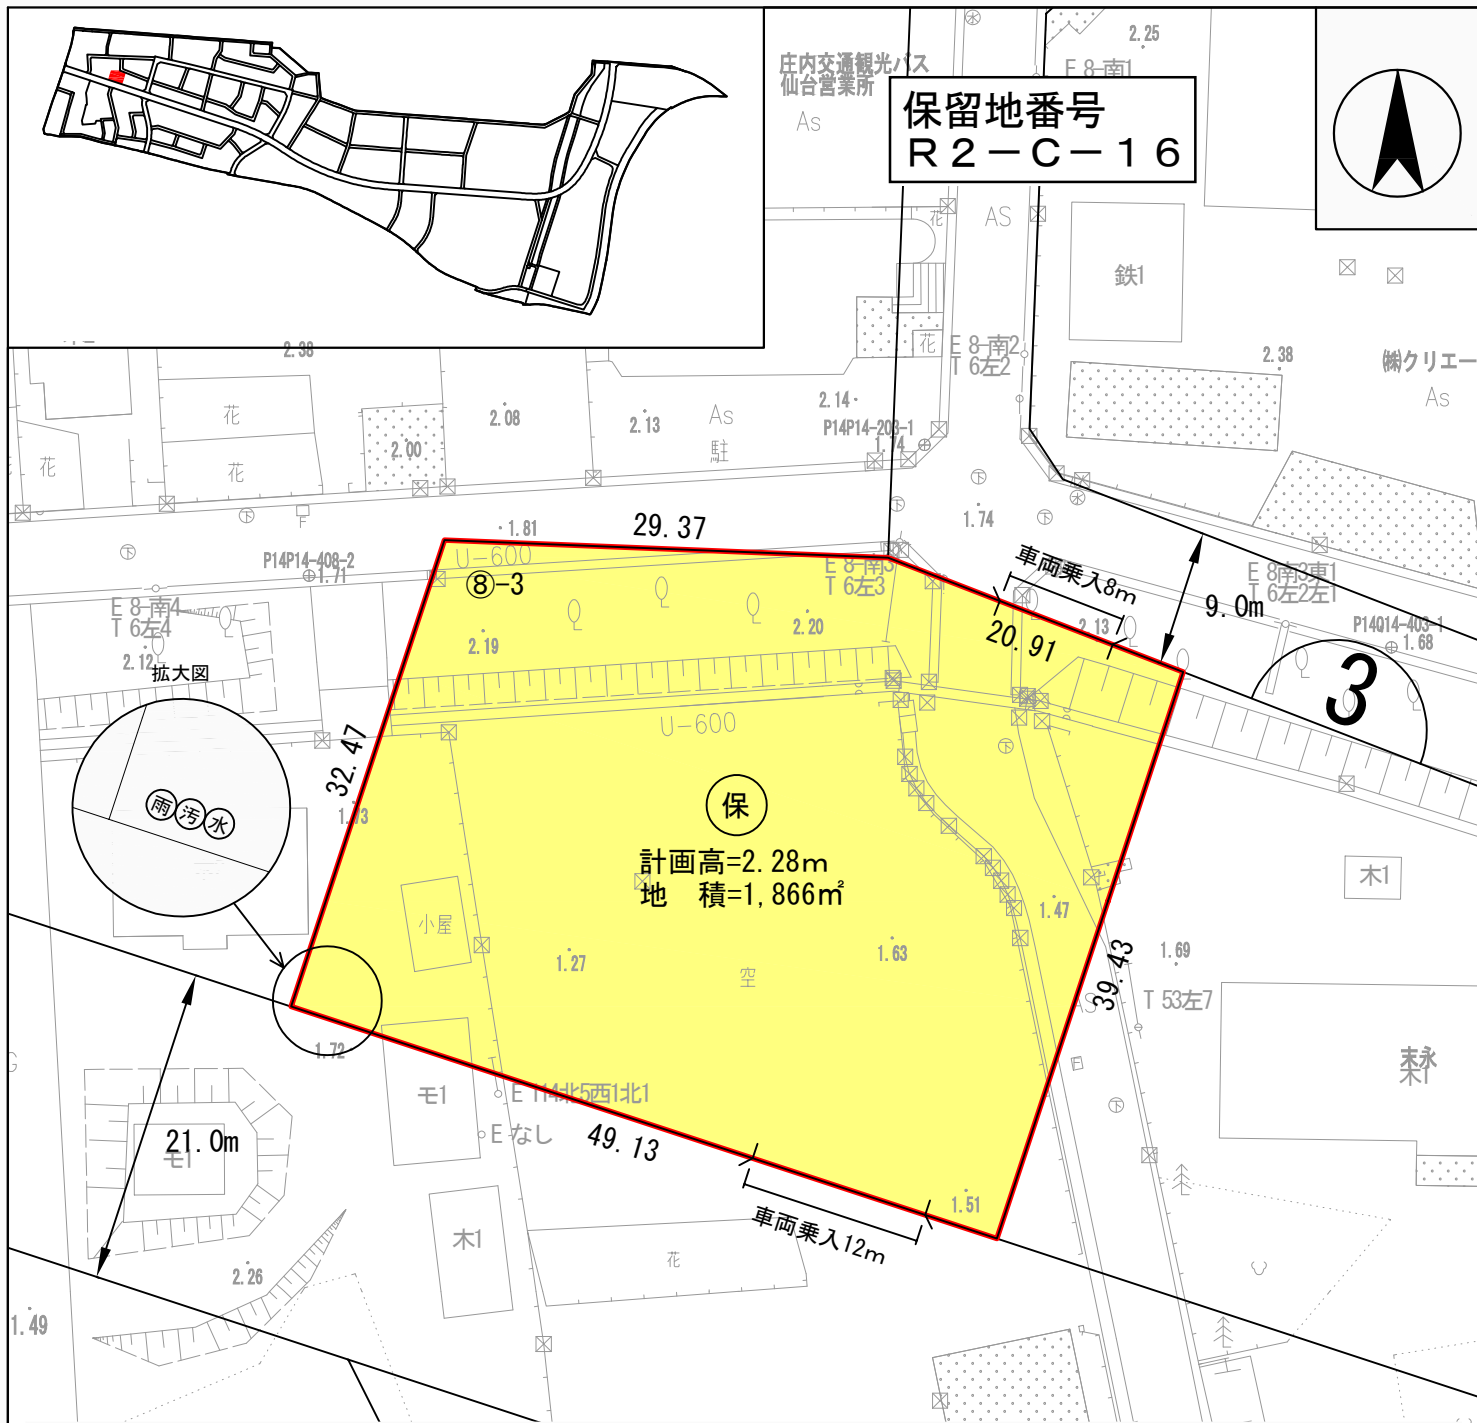 2.25
庄内交通観光バス
仙台営業所
E 8-南1
As
保留地番号
R2-C-16
花
AS
鉄1
花
E 8-南2
T 6左2
2.38
2.38
㈱クリエー
As
花
2.08
2.14
As
2.13
P14P14-203-1
1.74
駐
2.00
花
花
1.74
1.81
29.37
U-600
P14P14-408-2
1.71
⑧-3
E 8-南3
T 6左3
車両乗入8m
9.0m
E 8南3東1
T 6左2左1
E 8-南4
T 6左4
2.19
2.20
20.91
2.13
P14Q14-403-1
1.68
2.12
拡大図
3
U-600
32.47
雨汚水
保
1.73
計画高=2.28m
地 積=1,866㎡
木1
小屋
1.47
1.27
空
1.63
39.43
1.69
AS
T 53左7
1.72
末永
木1
モ1
E 114北5西1北1
E なし
21.0m
モ1
49.13
1.51
車両乗入12m
木1
花
2.26
1.49